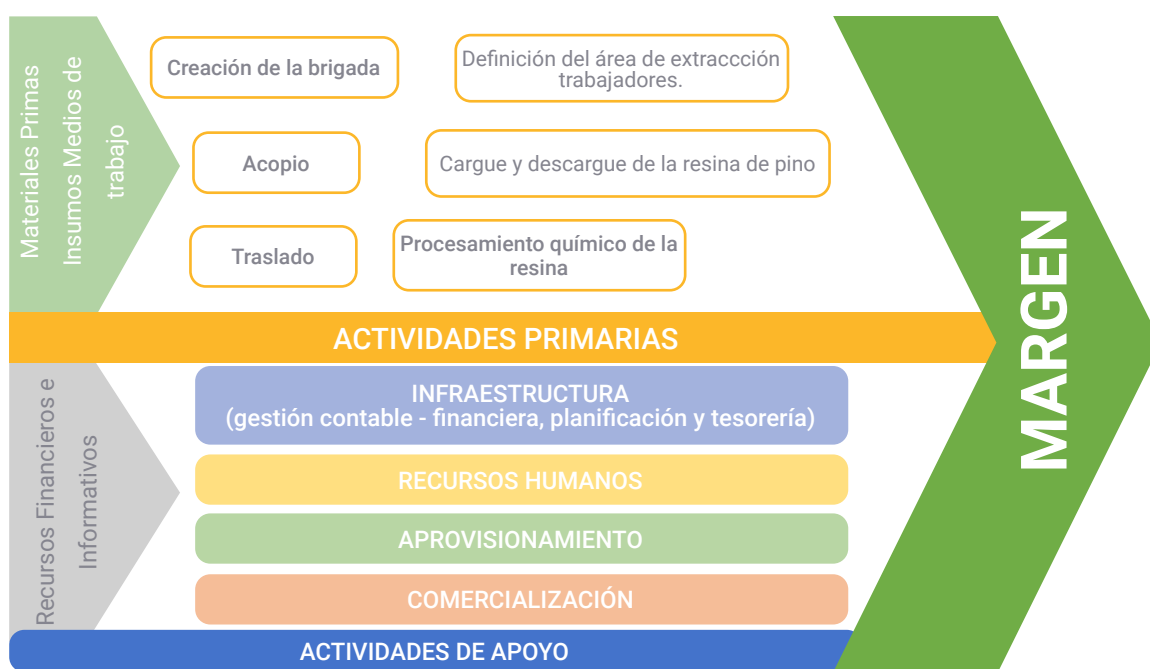 Materiales Primas
Insumos Medios de
trabajo
Creación de la brigada
Definición del área de extraccción
trabajadores.
Acopio
Cargue y descargue de la resina de pino
Traslado
Procesamiento químico de la
resina
ACTIVIDADES PRIMARIAS
Recursos Financieros e
Informativos
INFRAESTRUCTURA
(gestión contable - financiera, planificación y tesorería)
RECURSOS HUMANOS
APROVISIONAMIENTO
COMERCIALIZACIÓN
ACTIVIDADES DE APOYO
MARGEN